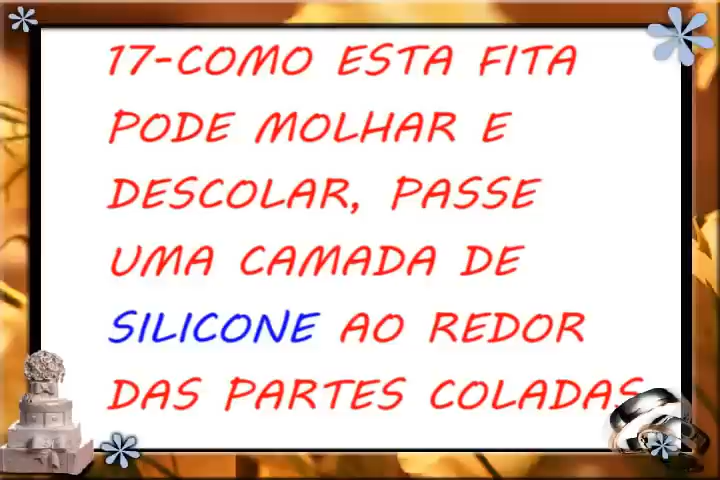 17-COMO ESTA FITA
PODE MOLHAR E
DESCOLAR, PASSE
UMA CAMADA DE
SILICONE AO REDOR
DAS PARTES COLADAS